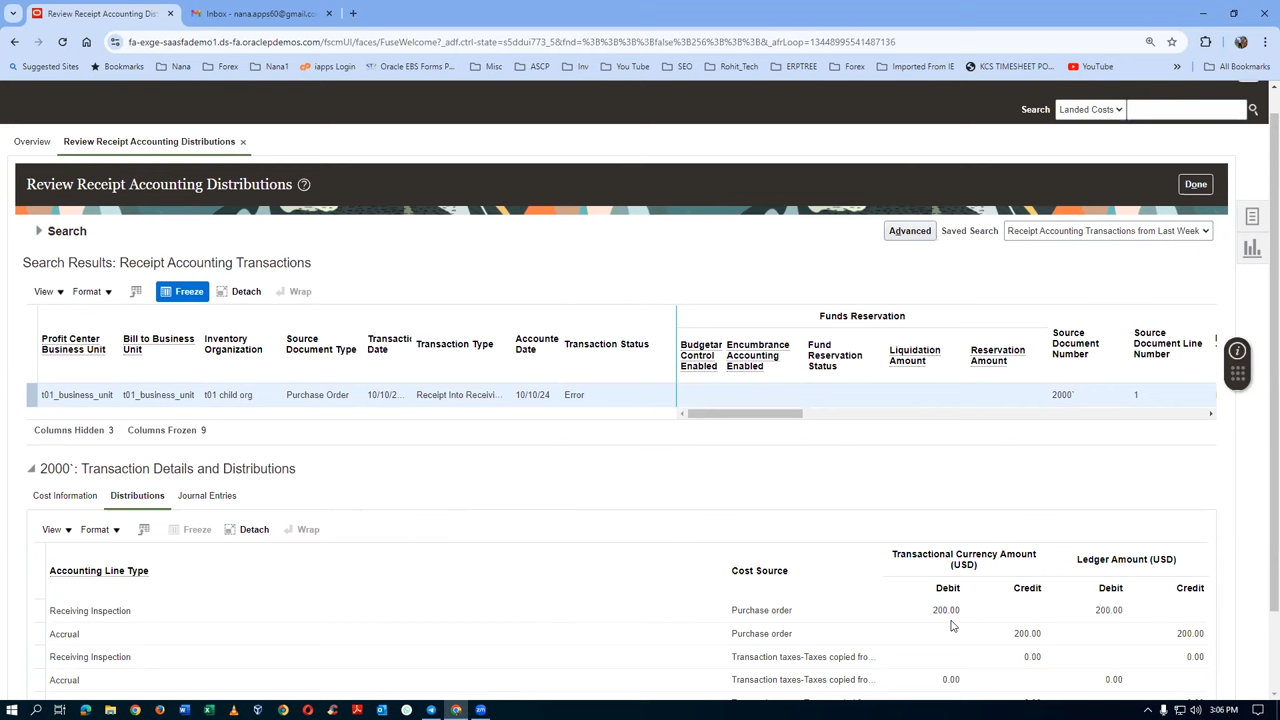 Review Receipt Accounting Dis
Inbox - nana.apps60@gmail.co
fa-exge-saasfademo1.ds-fa.oraclepdemos.com/fscmUI/faces/FuseWelcome?_adf.ctrl-state=s5ddui773_5&fnd=%3B%3B%3B%3Bfalse%3B256%3B%3B%3B&_afrLoop=13448995541487136
Suggested Sites Bookmarks Nana Forex Nana1 iapps Login Oracle EBS Forms P... Misc ASCP Inv You Tube SEO Rohit_Tech ERPTREE Forex Imported From IE KCS TIMESHEET PO... YouTube » All Bookmarks
Search Landed Costs
Overview Review Receipt Accounting Distributions
Review Receipt Accounting Distributions Done
Search Advanced Saved Search Receipt Accounting Transactions from Last Week
Search Results: Receipt Accounting Transactions
View Format Freeze Detach Wrap
Funds Reservation
Profit Center Business Unit Bill to Business Unit Inventory Organization Source Document Type Transactic Date Transaction Type Accounte Date Transaction Status Budgetar Control Enabled Encumbrance Accounting Enabled Fund Reservation Status Liquidation Amount Reservation Amount Source Document Number Source Document Line Number
t01_business_unit t01_business_unit t01 child org Purchase Order 10/10/2... Receipt Into Receivi... 10/10/24 Error 2000` 1
Columns Hidden 3 Columns Frozen 9
2000`: Transaction Details and Distributions
Cost Information Distributions Journal Entries
View Format Freeze Detach Wrap
Accounting Line Type Cost Source Transactional Currency Amount (USD) Ledger Amount (USD)
Debit Credit Debit Credit
Receiving Inspection Purchase order 200.00 200.00
Accrual Purchase order 200.00 200.00
Receiving Inspection Transaction taxes-Taxes copied fro... 0.00 0.00
Accrual Transaction taxes-Taxes copied fro... 0.00 0.00
3:06 PM